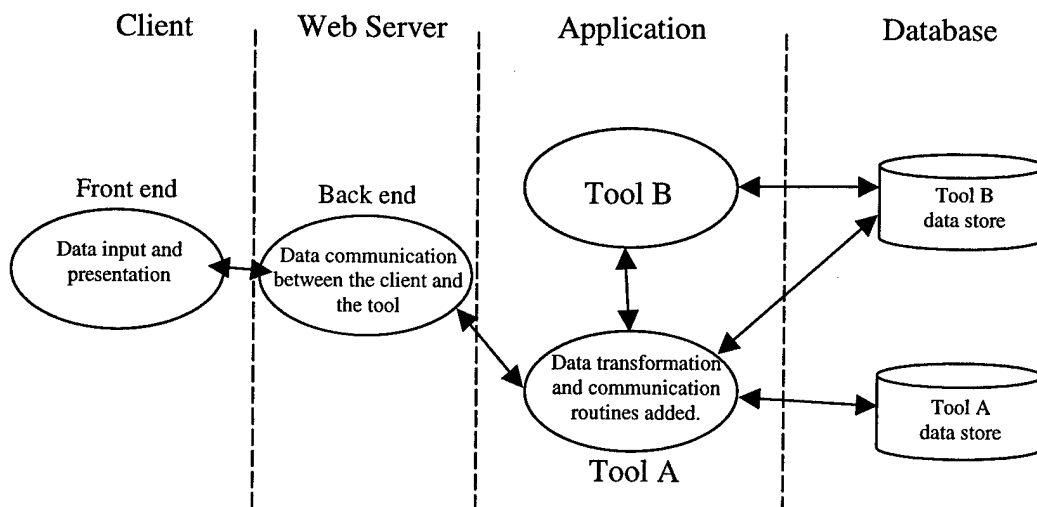 Client
Web Server
Application
Database
Front end
Data input and
presentation
Back end
Data communication
between the client and
the tool
Tool B
Tool B
data store
Data transformation
and communication
routines added.
Tool A
Tool A
data store